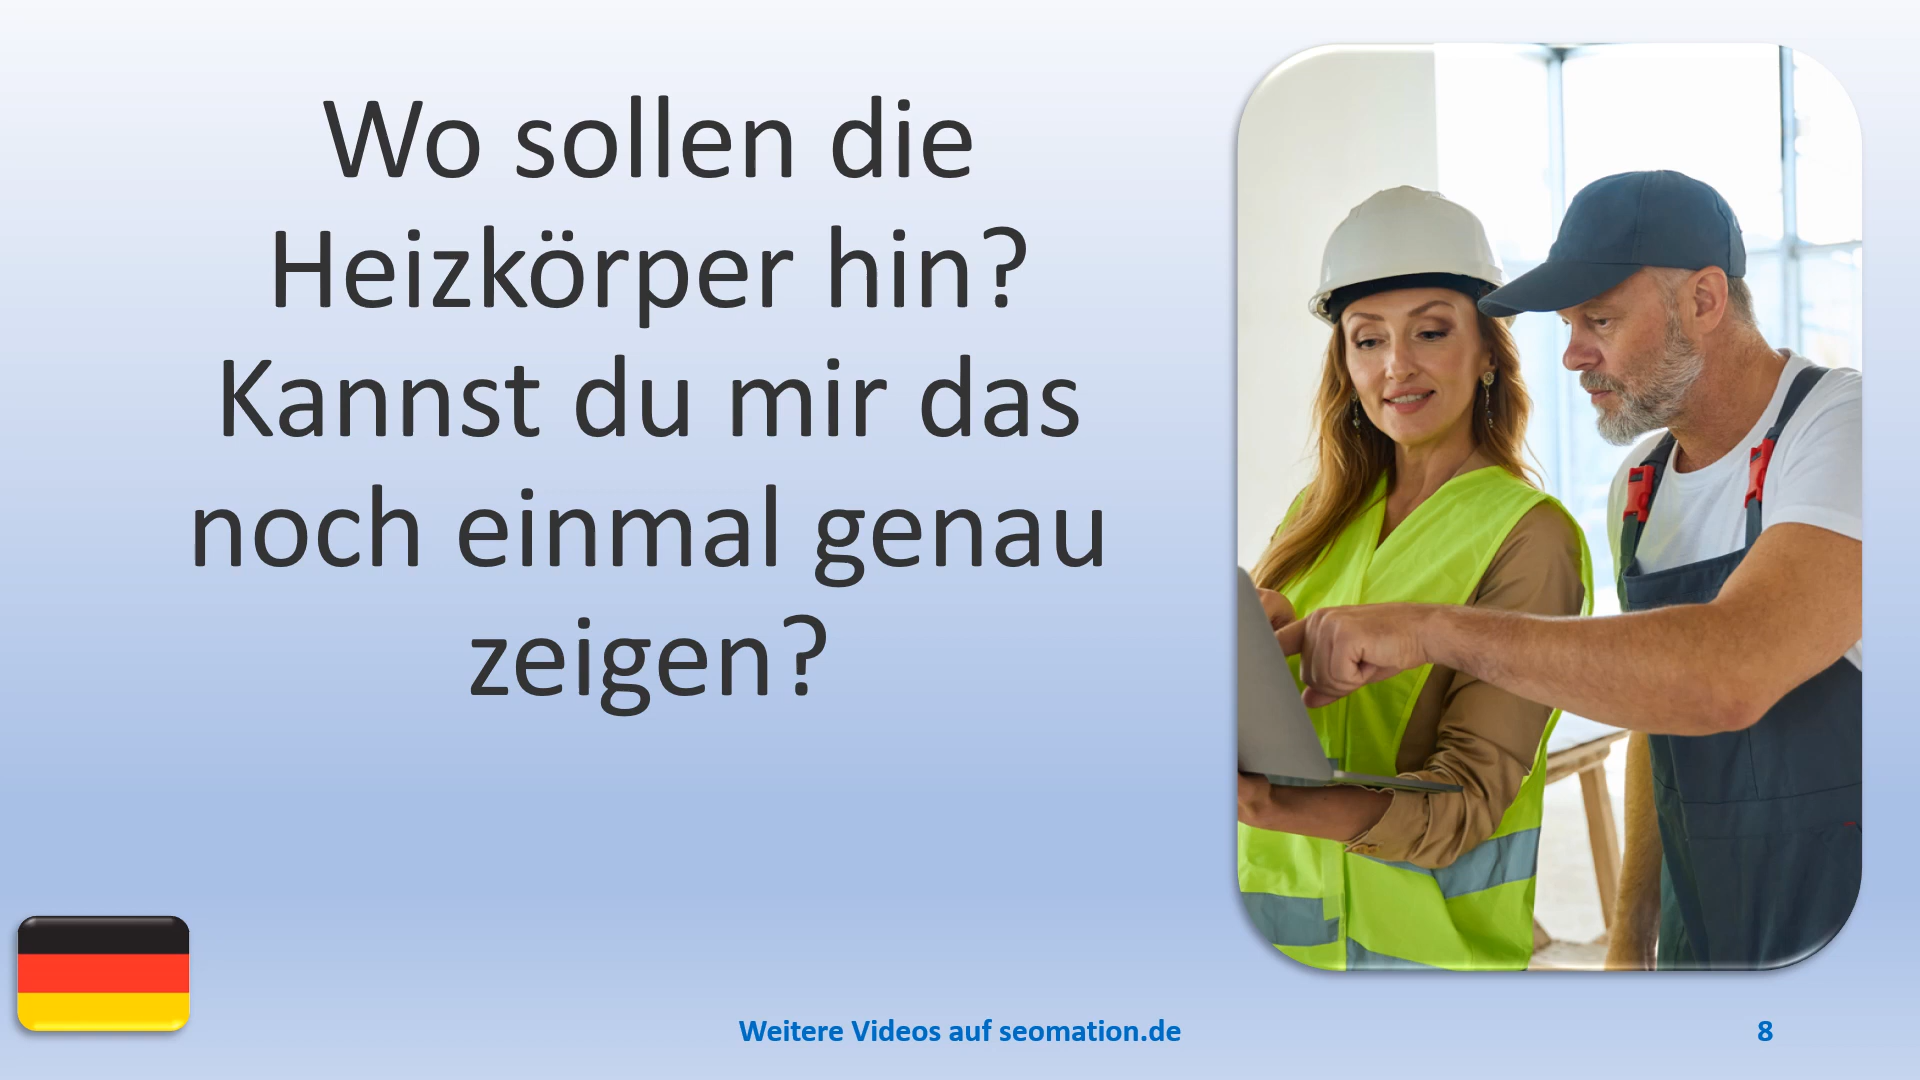 Wo sollen die
Heizkörper hin?
Kannst du mir das
noch einmal genau
zeigen?
Weitere Videos auf seomation.de
8